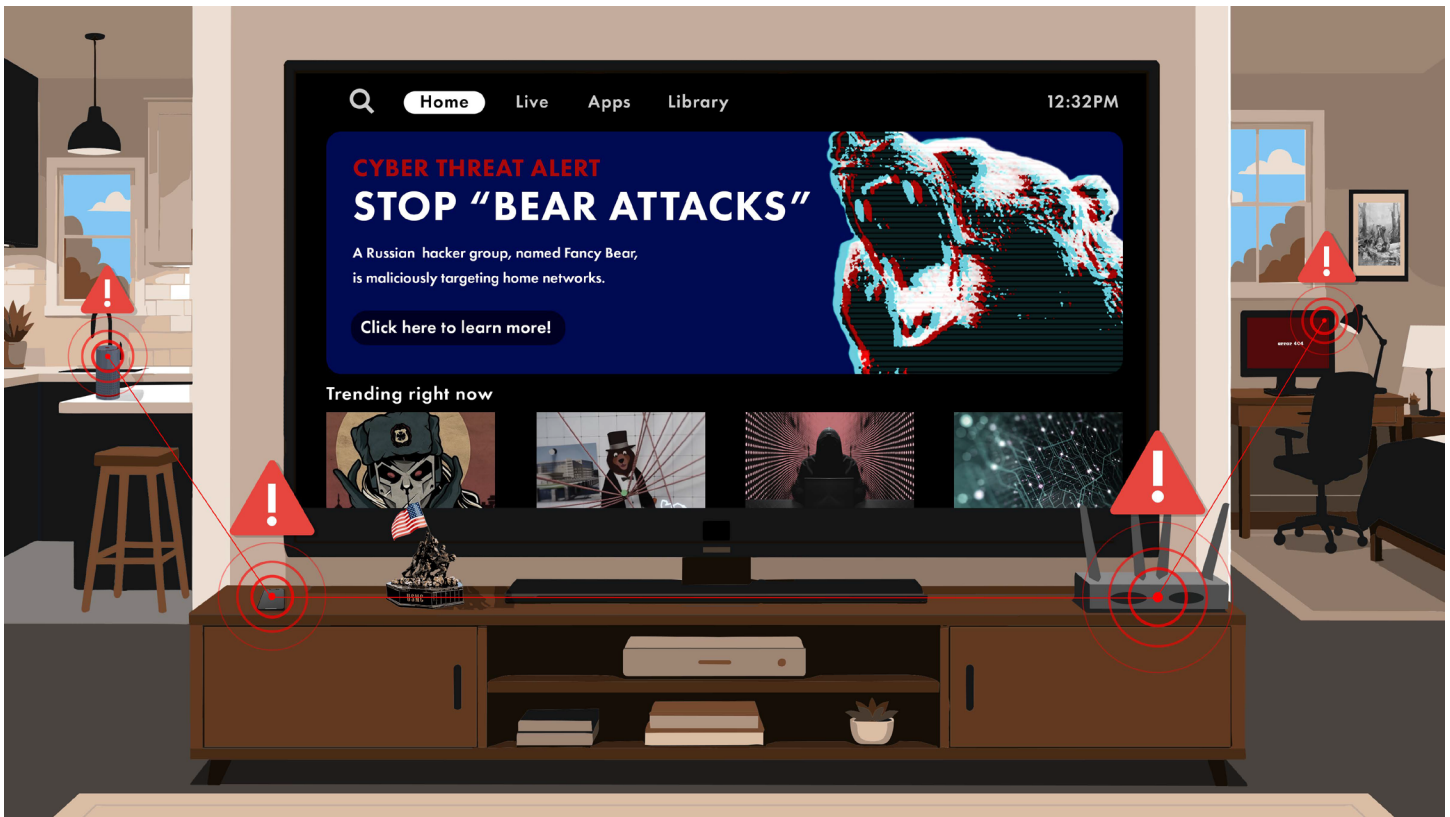 Home Live Apps Library 12:32PM
CYBER THREAT ALERT
STOP “BEAR ATTACKS”
A Russian hacker group, named Fancy Bear,
is maliciously targeting home networks.
Click here to learn more!
Trending right now
error 404
USMC